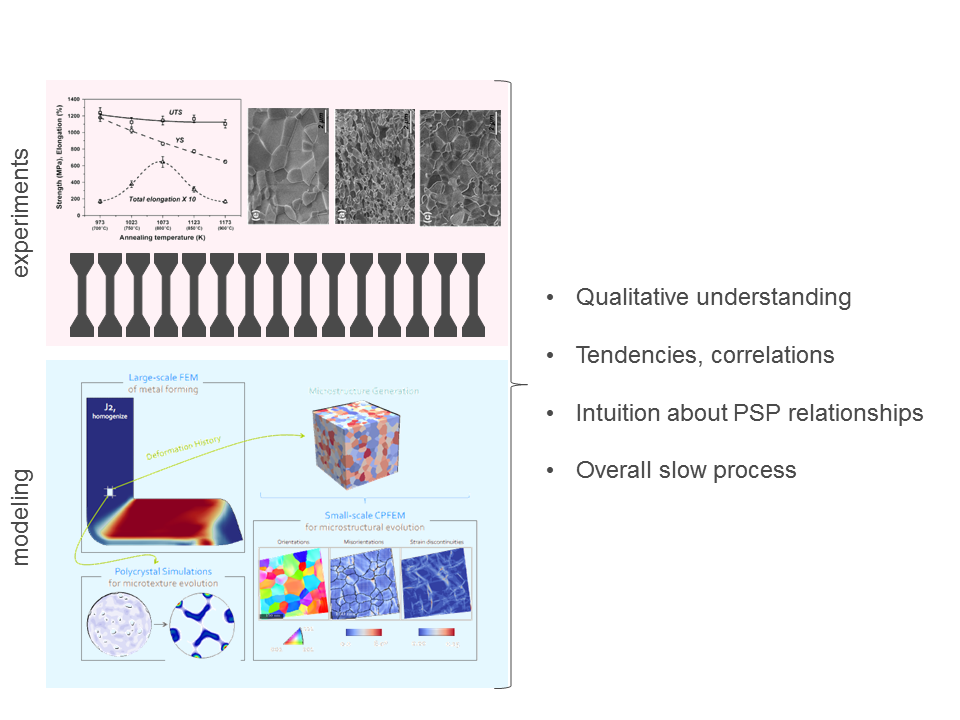 experiments
Strength (MPa), Elongation (%)
1400
1200
1000
800
600
400
200
0
UTS
YS
Total elongation X 10
973 1023 1073 1123 1173
(700°C) (750°C) (800°C) (850°C) (900°C)
Annealing temperature (K)
(e)
2 µm
(a)
(c)
modeling
Large-scale FEM
of metal forming
J2,
homogenize
Deformation History
Microstructure Generation
Polycrystal Simulations
for microtexture evolution
Small-scale CPFEM
for microstructural evolution
Orientations Misorientations Strain discontinuities
• Qualitative understanding
• Tendencies, correlations
• Intuition about PSP relationships
• Overall slow process